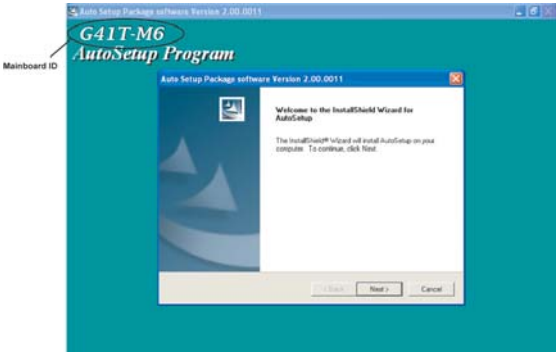 Auto Setup Package software Version 2.00.0011
G41T-M6
AutoSetup Program
Mainboard ID
Auto Setup Package software Version 2.00.0011
Welcome to the InstallShield Wizard for
AutoSetup
The InstallShield® Wizard will install AutoSetup on your
computer. To continue, click Next.
< Back
Next >
Cancel